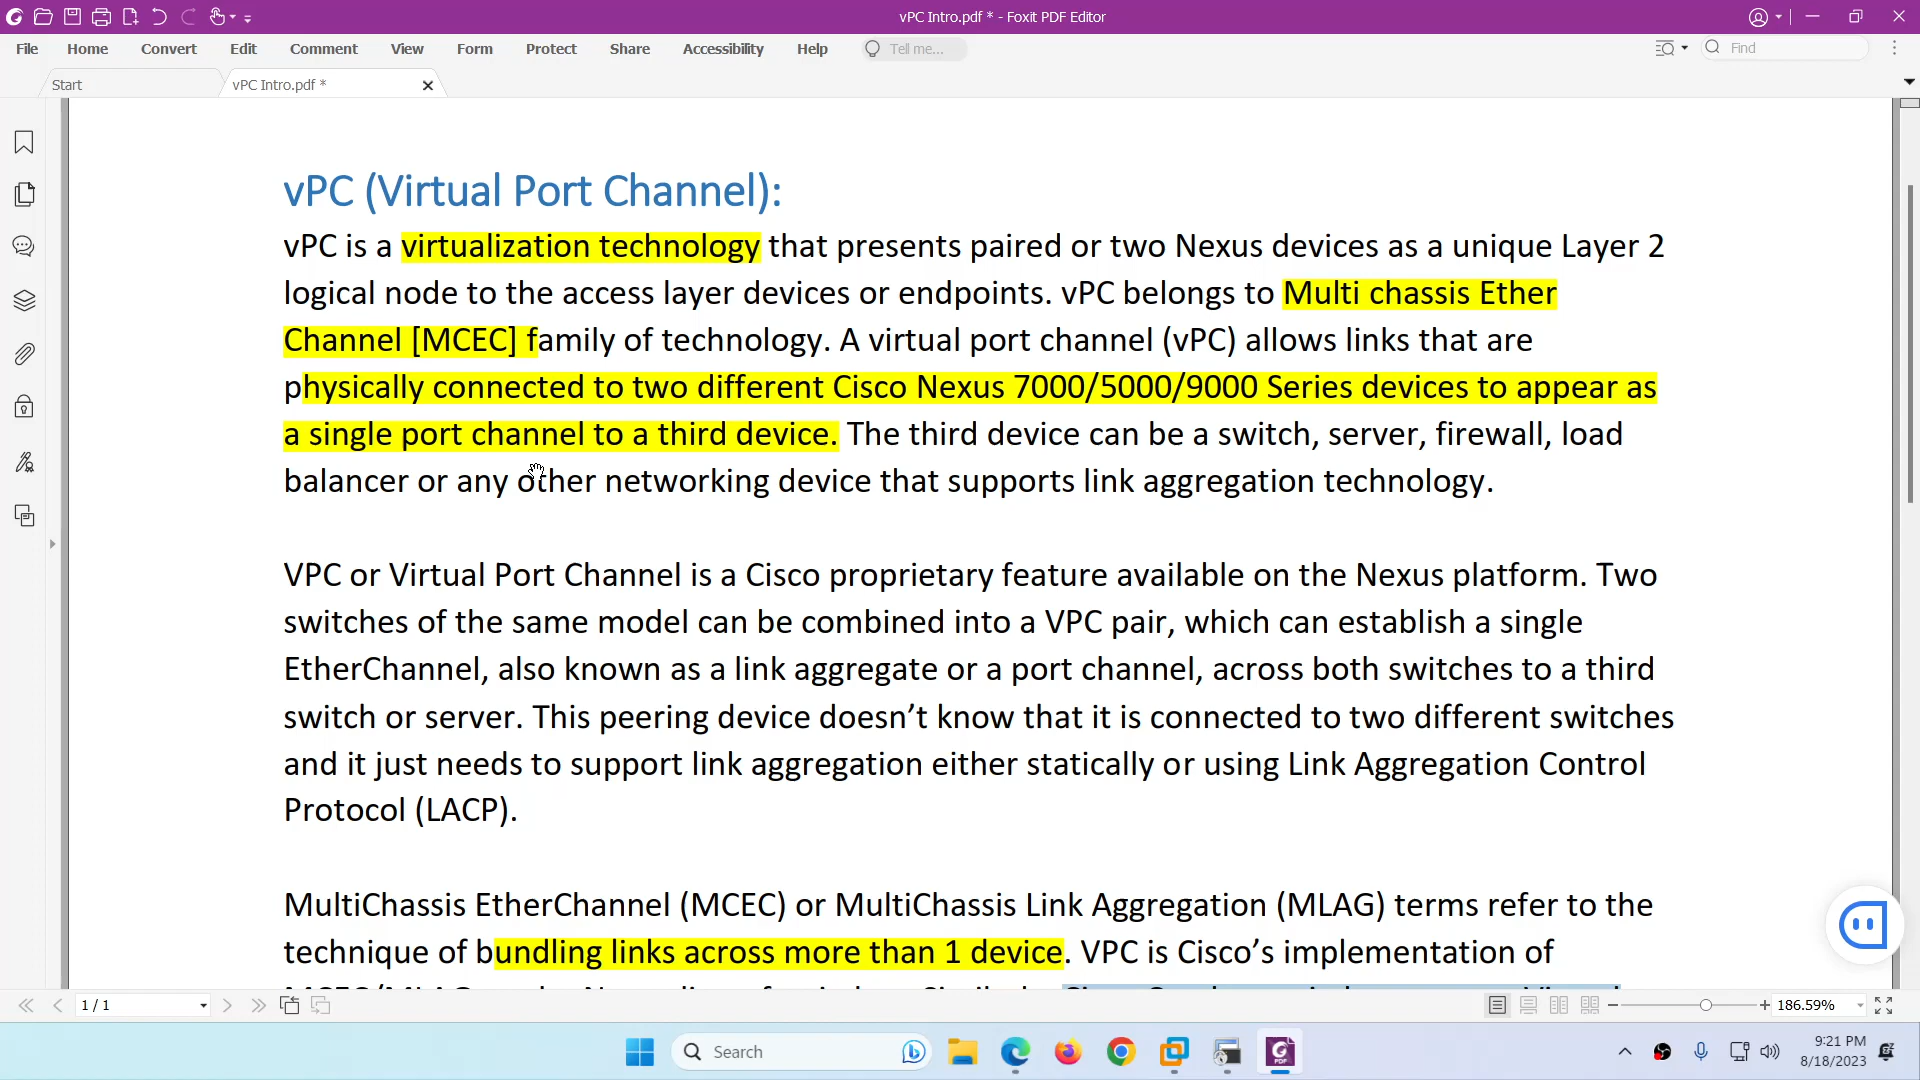 vPC Intro.pdf * - Foxit PDF Editor
File Home Convert Edit Comment View Form Protect Share Accessibility Help Tell me... Find
Start vPC Intro.pdf *
vPC (Virtual Port Channel):
vPC is a virtualization technology that presents paired or two Nexus devices as a unique Layer 2
logical node to the access layer devices or endpoints. vPC belongs to Multi chassis Ether
Channel [MCEC] family of technology. A virtual port channel (vPC) allows links that are
physically connected to two different Cisco Nexus 7000/5000/9000 Series devices to appear as
a single port channel to a third device. The third device can be a switch, server, firewall, load
balancer or any other networking device that supports link aggregation technology.
VPC or Virtual Port Channel is a Cisco proprietary feature available on the Nexus platform. Two
switches of the same model can be combined into a VPC pair, which can establish a single
EtherChannel, also known as a link aggregate or a port channel, across both switches to a third
switch or server. This peering device doesn’t know that it is connected to two different switches
and it just needs to support link aggregation either statically or using Link Aggregation Control
Protocol (LACP).
MultiChassis EtherChannel (MCEC) or MultiChassis Link Aggregation (MLAG) terms refer to the
technique of bundling links across more than 1 device. VPC is Cisco’s implementation of
1 / 1 186.59%
Search 9:21 PM
8/18/2023